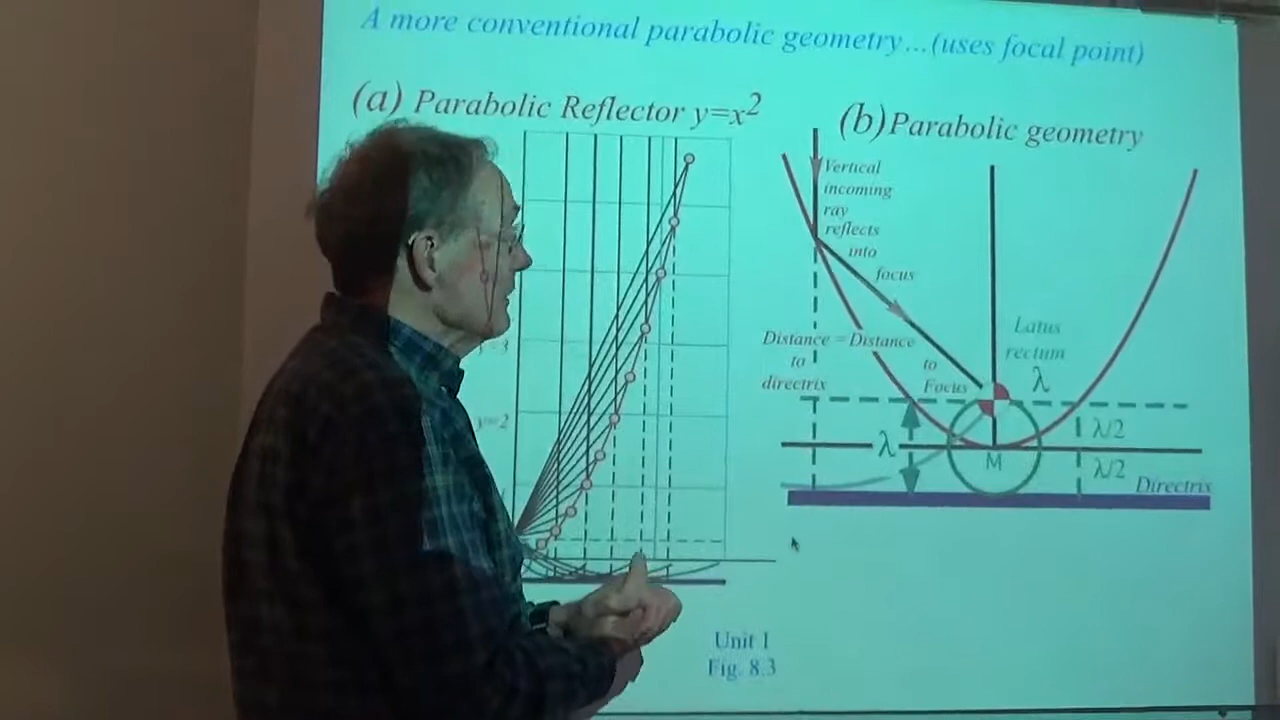 A more conventional parabolic geometry...(uses focal point)
(a) Parabolic Reflector y=x²
y=2
Unit 1
Fig. 8.3
(b)Parabolic geometry
Vertical
incoming
ray
reflects
into
focus
Distance = Distance
to
directrix
to
Focus
Latus
rectum
λ
λ
λ/2
M
λ/2
Directrix